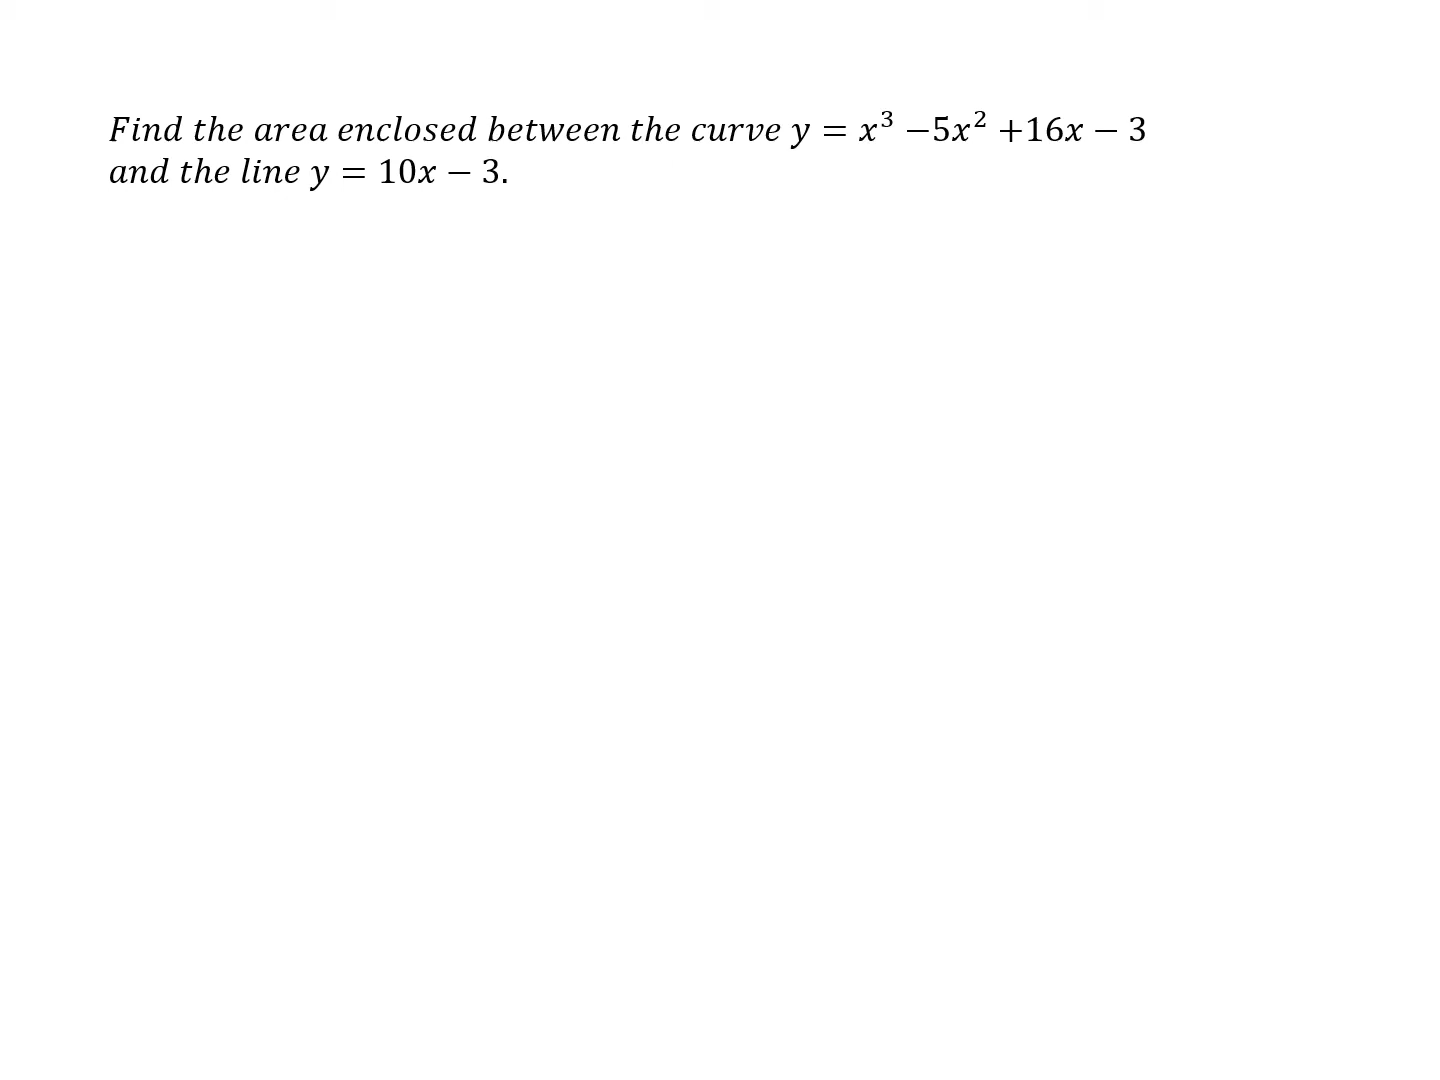 Find the area enclosed between the curve y = x³ −5x² +16x − 3
and the line y = 10x − 3.